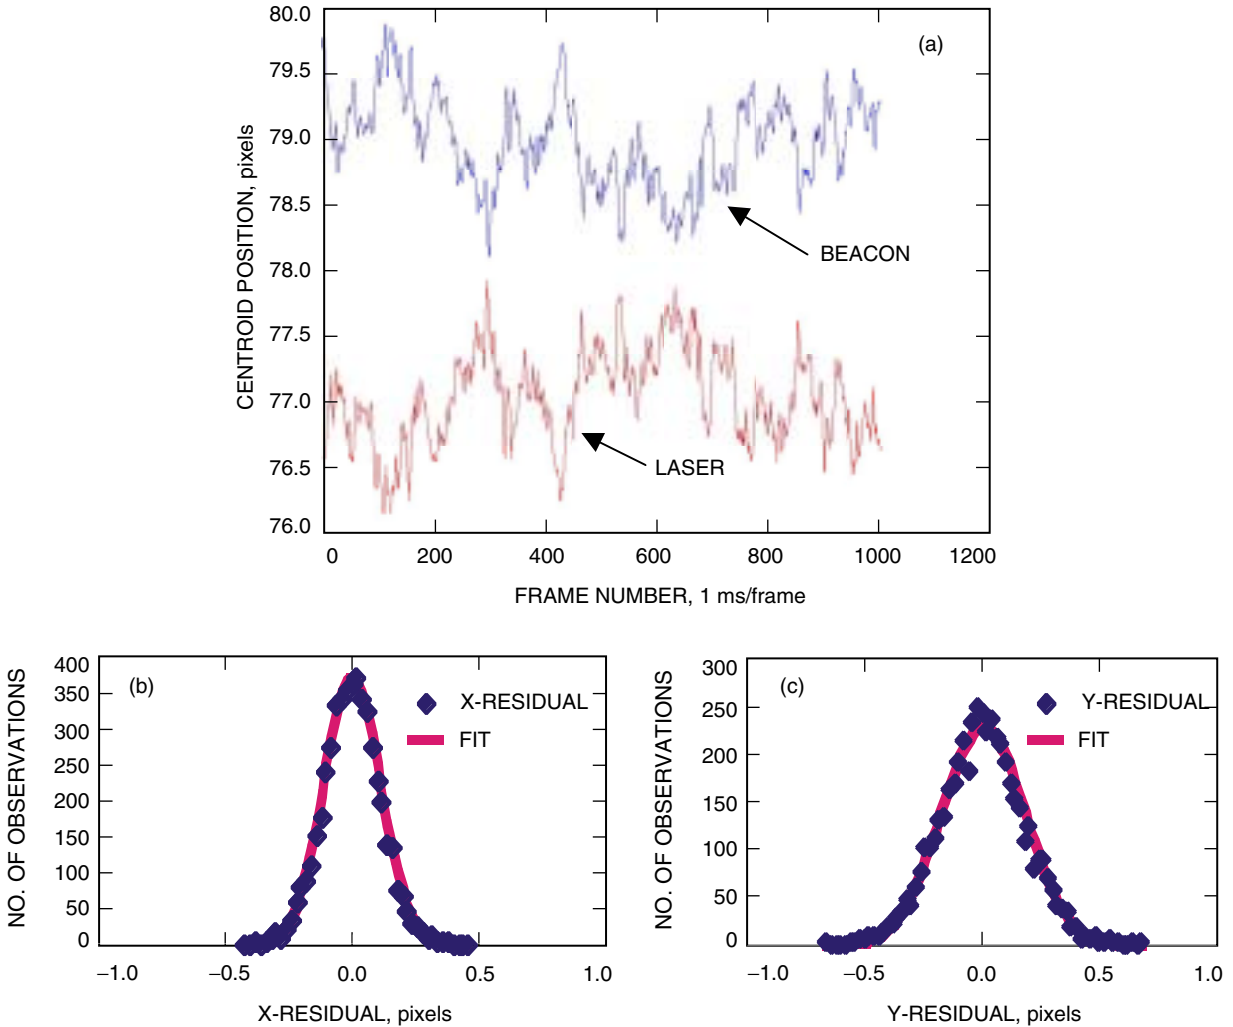 (a)
80.0
79.5
79.0
78.5
78.0
77.5
77.0
76.5
76.0
CENTROID POSITION, pixels
BEACON
LASER
0 200 400 600 800 1000 1200
FRAME NUMBER, 1 ms/frame
(b)
400
350
300
250
200
150
100
50
0
NO. OF OBSERVATIONS
X-RESIDUAL
FIT
−1.0 −0.5 0.0 0.5 1.0
X-RESIDUAL, pixels
(c)
300
250
200
150
100
50
0
NO. OF OBSERVATIONS
Y-RESIDUAL
FIT
−1.0 −0.5 0.0 0.5 1.0
Y-RESIDUAL, pixels